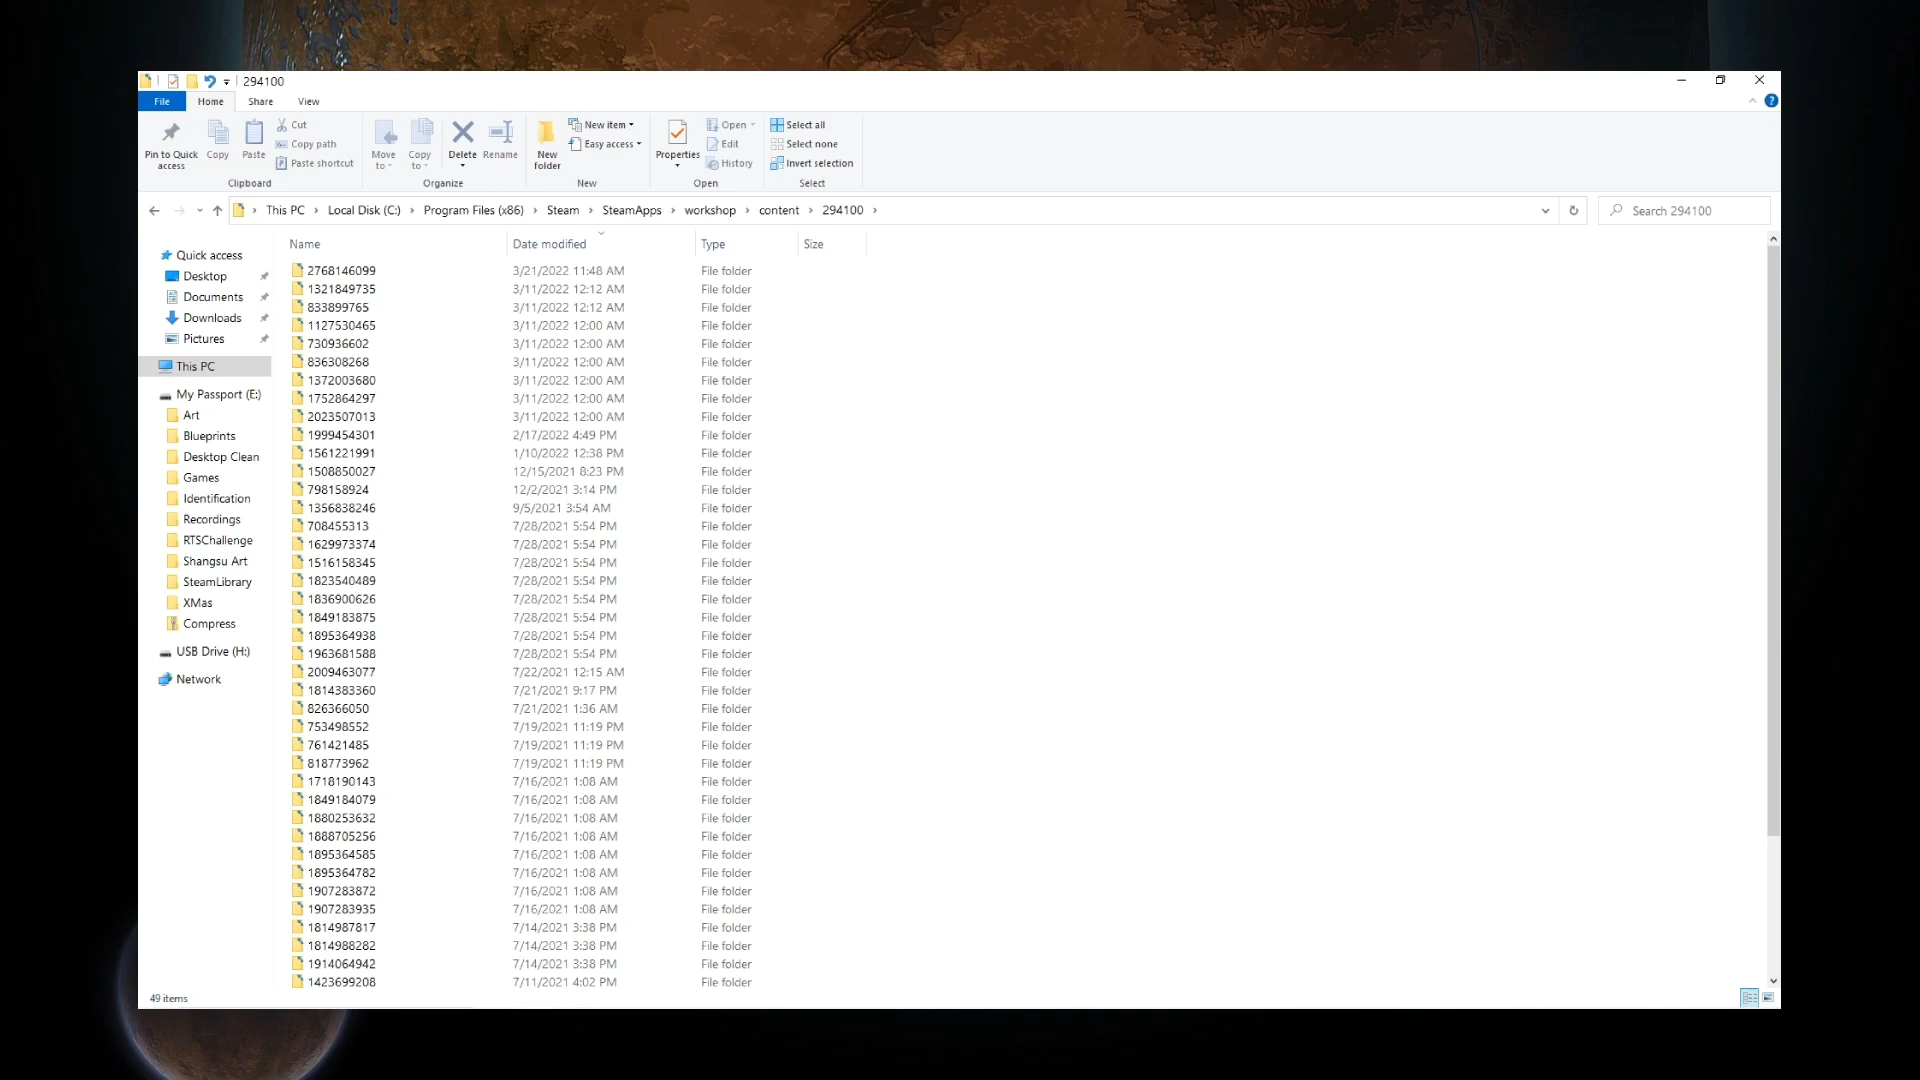 294100
File Home Share View
Pin to Quick access Copy Paste Cut Copy path Paste shortcut Move to Copy to Delete Rename New folder New item Easy access Properties Open Edit History Select all Select none Invert selection
Clipboard Organize New Open Select
This PC Local Disk (C:) Program Files (x86) Steam SteamApps workshop content 294100 Search 294100
Quick access
Desktop
Documents
Downloads
Pictures
This PC
My Passport (E:)
Art
Blueprints
Desktop Clean
Games
Identification
Recordings
RTSChallenge
Shangsu Art
SteamLibrary
XMas
Compress
USB Drive (H:)
Network
Name Date modified Type Size
2768146099 3/21/2022 11:48 AM File folder
1321849735 3/11/2022 12:12 AM File folder
833899765 3/11/2022 12:12 AM File folder
1127530465 3/11/2022 12:00 AM File folder
730936602 3/11/2022 12:00 AM File folder
836308268 3/11/2022 12:00 AM File folder
1372003680 3/11/2022 12:00 AM File folder
1752864297 3/11/2022 12:00 AM File folder
2023507013 3/11/2022 12:00 AM File folder
1999454301 2/17/2022 4:49 PM File folder
1561221991 1/10/2022 12:38 PM File folder
1508850027 12/15/2021 8:23 PM File folder
798158924 12/2/2021 3:14 PM File folder
1356838246 9/5/2021 3:54 AM File folder
708455313 7/28/2021 5:54 PM File folder
1629973374 7/28/2021 5:54 PM File folder
1516158345 7/28/2021 5:54 PM File folder
1823540489 7/28/2021 5:54 PM File folder
1836900626 7/28/2021 5:54 PM File folder
1849183875 7/28/2021 5:54 PM File folder
1895364938 7/28/2021 5:54 PM File folder
1963681588 7/28/2021 5:54 PM File folder
2009463077 7/22/2021 12:15 AM File folder
1814383360 7/21/2021 9:17 PM File folder
826366050 7/21/2021 1:36 AM File folder
753498552 7/19/2021 11:19 PM File folder
761421485 7/19/2021 11:19 PM File folder
818773962 7/19/2021 11:19 PM File folder
1718190143 7/16/2021 1:08 AM File folder
1849184079 7/16/2021 1:08 AM File folder
1880253632 7/16/2021 1:08 AM File folder
1888705256 7/16/2021 1:08 AM File folder
1895364585 7/16/2021 1:08 AM File folder
1895364782 7/16/2021 1:08 AM File folder
1907283872 7/16/2021 1:08 AM File folder
1907283935 7/16/2021 1:08 AM File folder
1814987817 7/14/2021 3:38 PM File folder
1814988282 7/14/2021 3:38 PM File folder
1914064942 7/14/2021 3:38 PM File folder
1423699208 7/11/2021 4:02 PM File folder
49 items